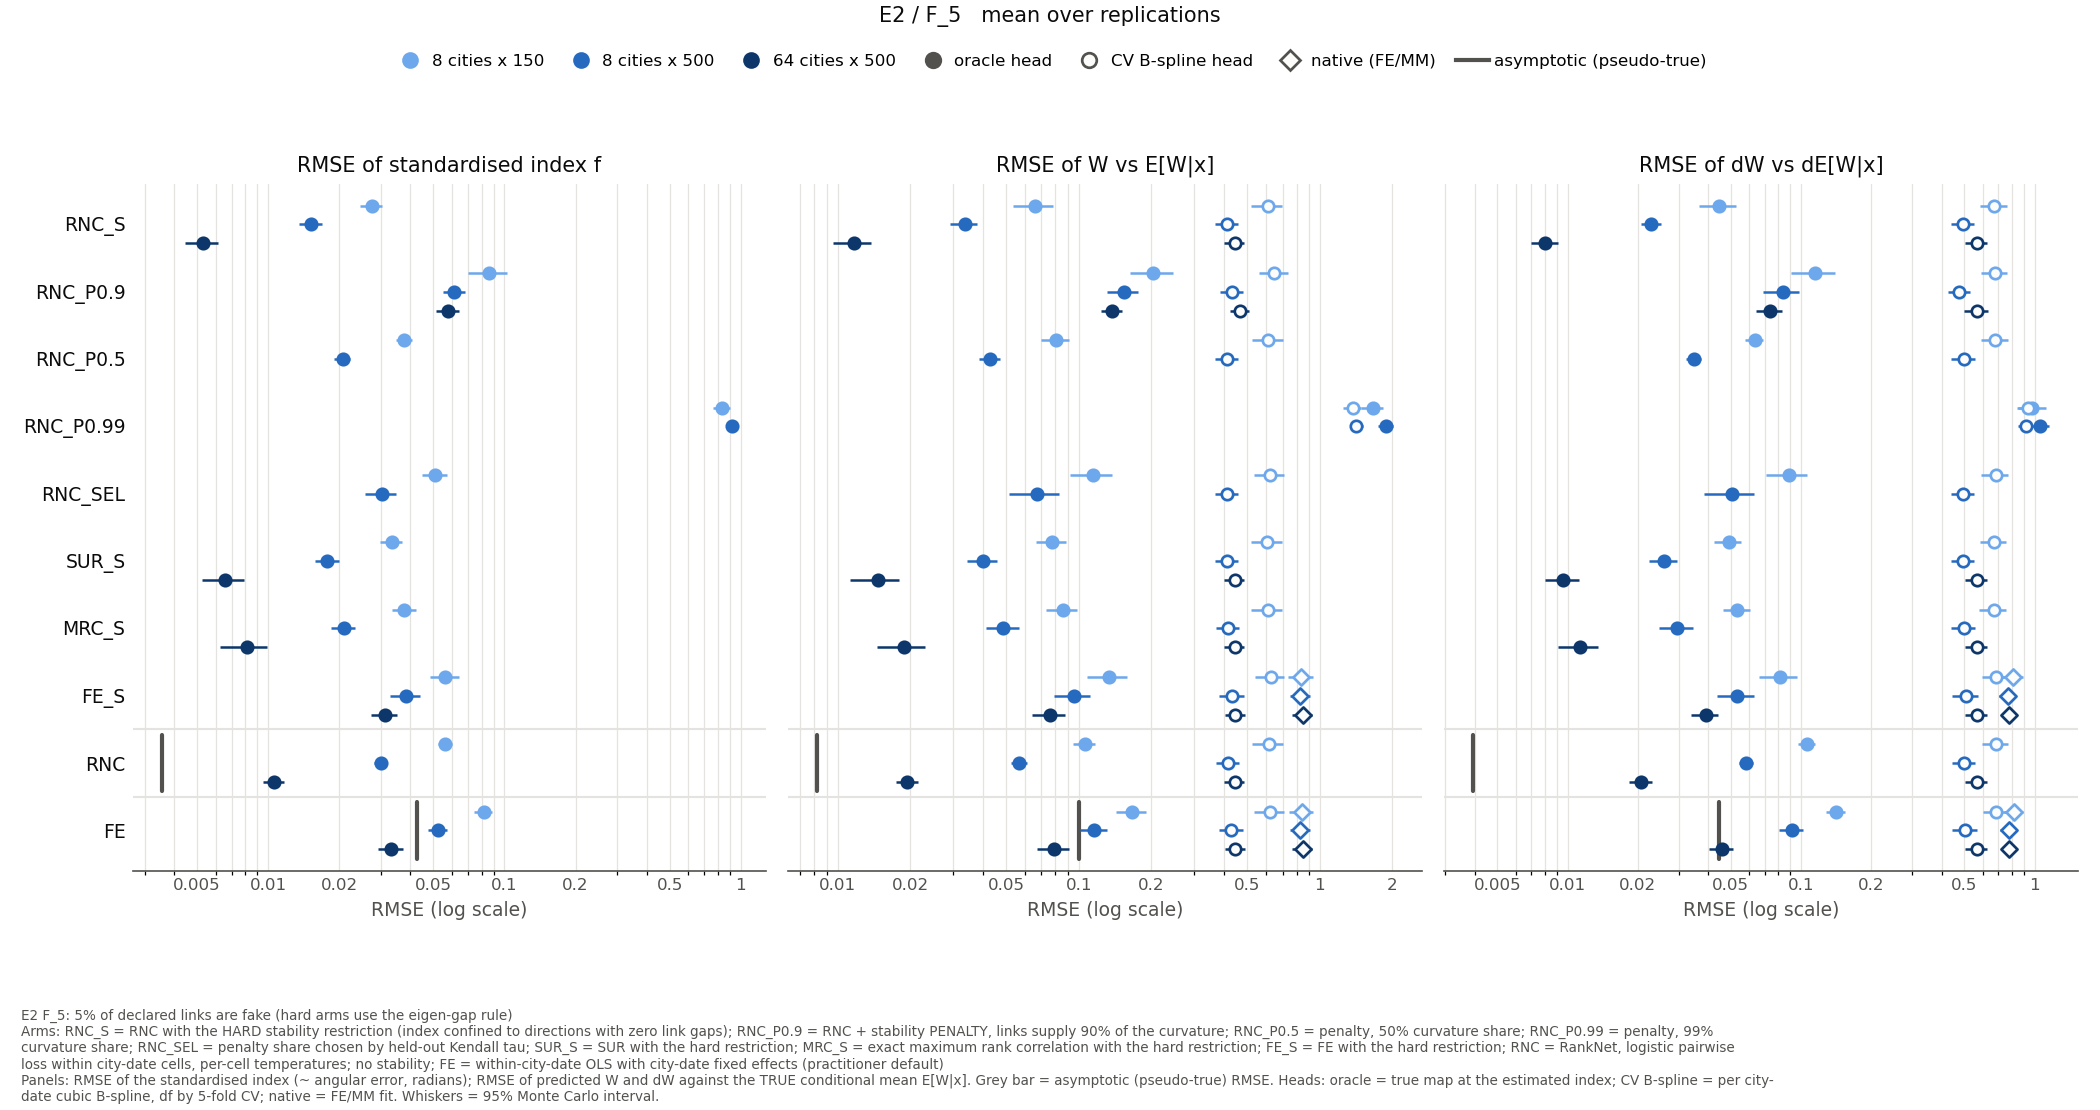 E2 / F_5   mean over replications
8 cities x 150   8 cities x 500   64 cities x 500   oracle head   CV B-spline head   native (FE/MM)   asymptotic (pseudo-true)
RMSE of standardised index f   RMSE of W vs E[W|x]   RMSE of dW vs dE[W|x]
RNC_S
RNC_P0.9
RNC_P0.5
RNC_P0.99
RNC_SEL
SUR_S
MRC_S
FE_S
RNC
FE
0.005 0.01 0.02 0.05 0.1 0.2 0.5 1   0.01 0.02 0.05 0.1 0.2 0.5 1 2   0.005 0.01 0.02 0.05 0.1 0.2 0.5 1
RMSE (log scale)   RMSE (log scale)   RMSE (log scale)
E2 F_5: 5% of declared links are fake (hard arms use the eigen-gap rule)
Arms: RNC_S = RNC with the HARD stability restriction (index confined to directions with zero link gaps); RNC_P0.9 = RNC + stability PENALTY, links supply 90% of the curvature; RNC_P0.5 = penalty, 50% curvature share; RNC_P0.99 = penalty, 99%
curvature share; RNC_SEL = penalty share chosen by held-out Kendall tau; SUR_S = SUR with the hard restriction; MRC_S = exact maximum rank correlation with the hard restriction; FE_S = FE with the hard restriction; RNC = RankNet, logistic pairwise
loss within city-date cells, per-cell temperatures; no stability; FE = within-city-date OLS with city-date fixed effects (practitioner default)
Panels: RMSE of the standardised index (~ angular error, radians); RMSE of predicted W and dW against the TRUE conditional mean E[W|x]. Grey bar = asymptotic (pseudo-true) RMSE. Heads: oracle = true map at the estimated index; CV B-spline = per city-
date cubic B-spline, df by 5-fold CV; native = FE/MM fit. Whiskers = 95% Monte Carlo interval.